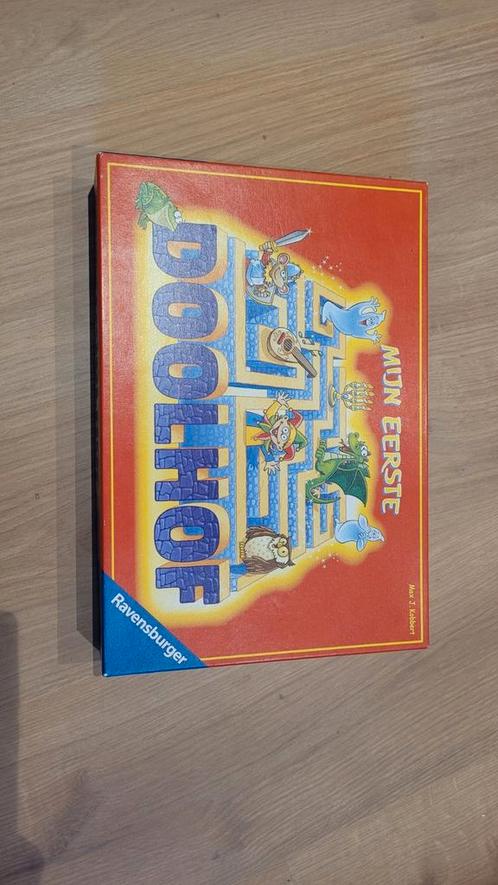 MIJN EERSTE
DOOLHOF
Max J. Kobbert
Ravensburger